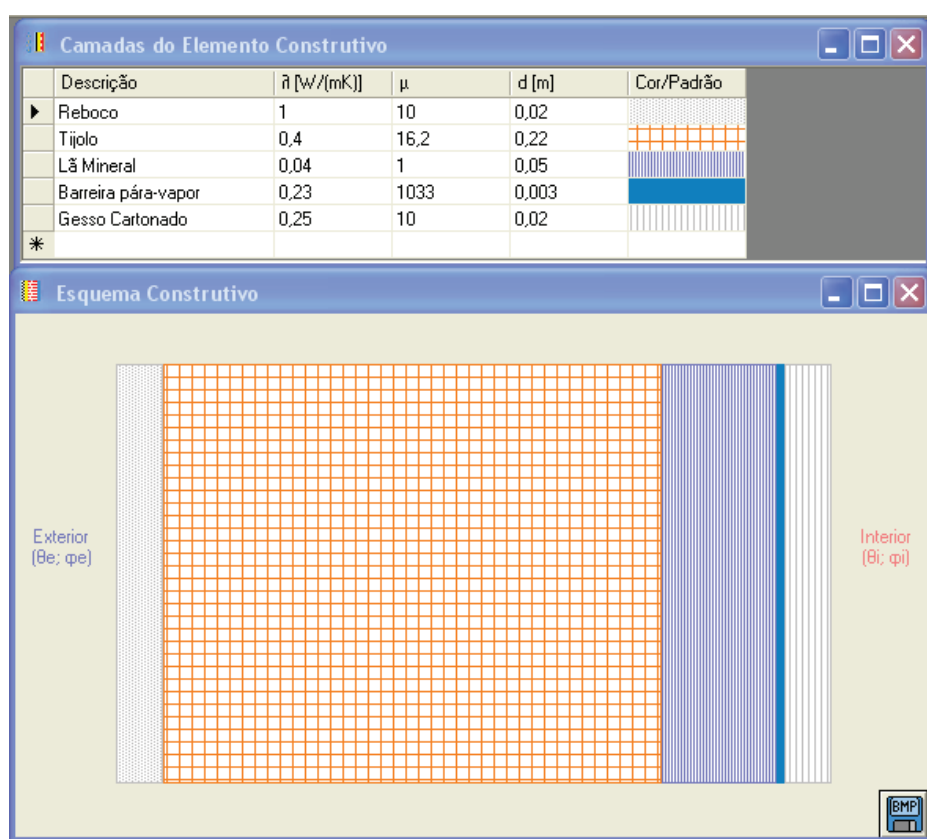 Camadas do Elemento Construtivo
Descrição λ [W/(mK)] μ d [m] Cor/Padrão
Reboco 1 10 0,02
Tijolo 0,4 16,2 0,22
Lã Mineral 0,04 1 0,05
Barreira pára-vapor 0,23 1033 0,003
Gesso Cartonado 0,25 10 0,02
Esquema Construtivo
Exterior
(θe; φe)
Interior
(θi; φi)
BMP